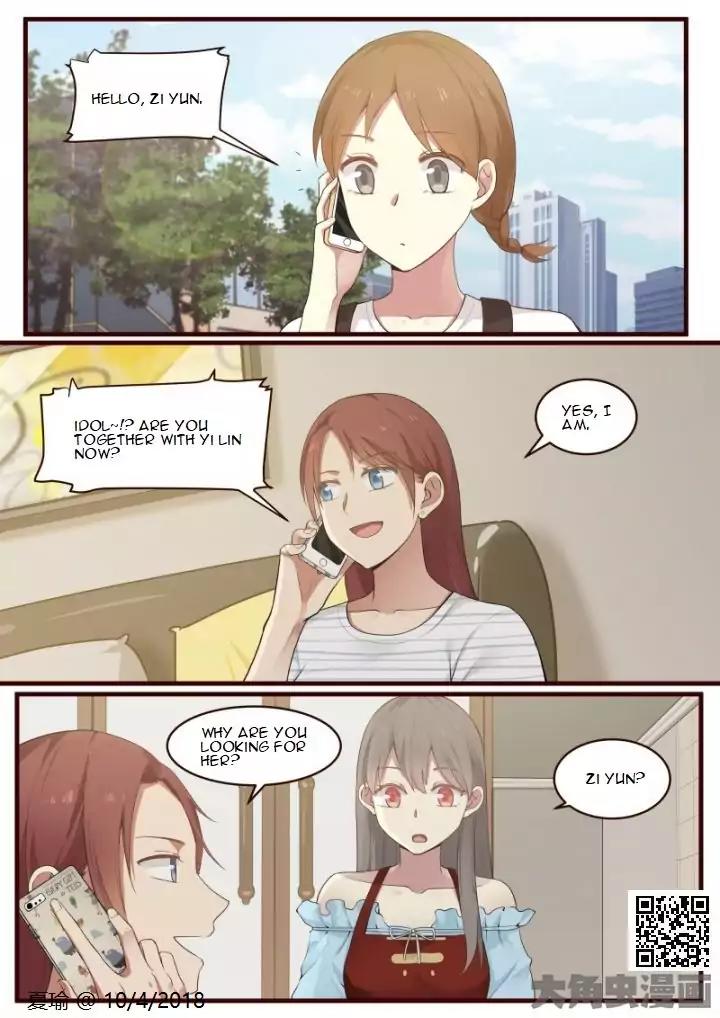 HELLO, ZI YUN.
IDOL~!? ARE YOU
TOGETHER WITH YI LIN
NOW?
YES, I
AM.
WHY ARE YOU
LOOKING FOR
HER?
ZI YUN?
大角虫漫画
夏瑜 @ 10/4/2018